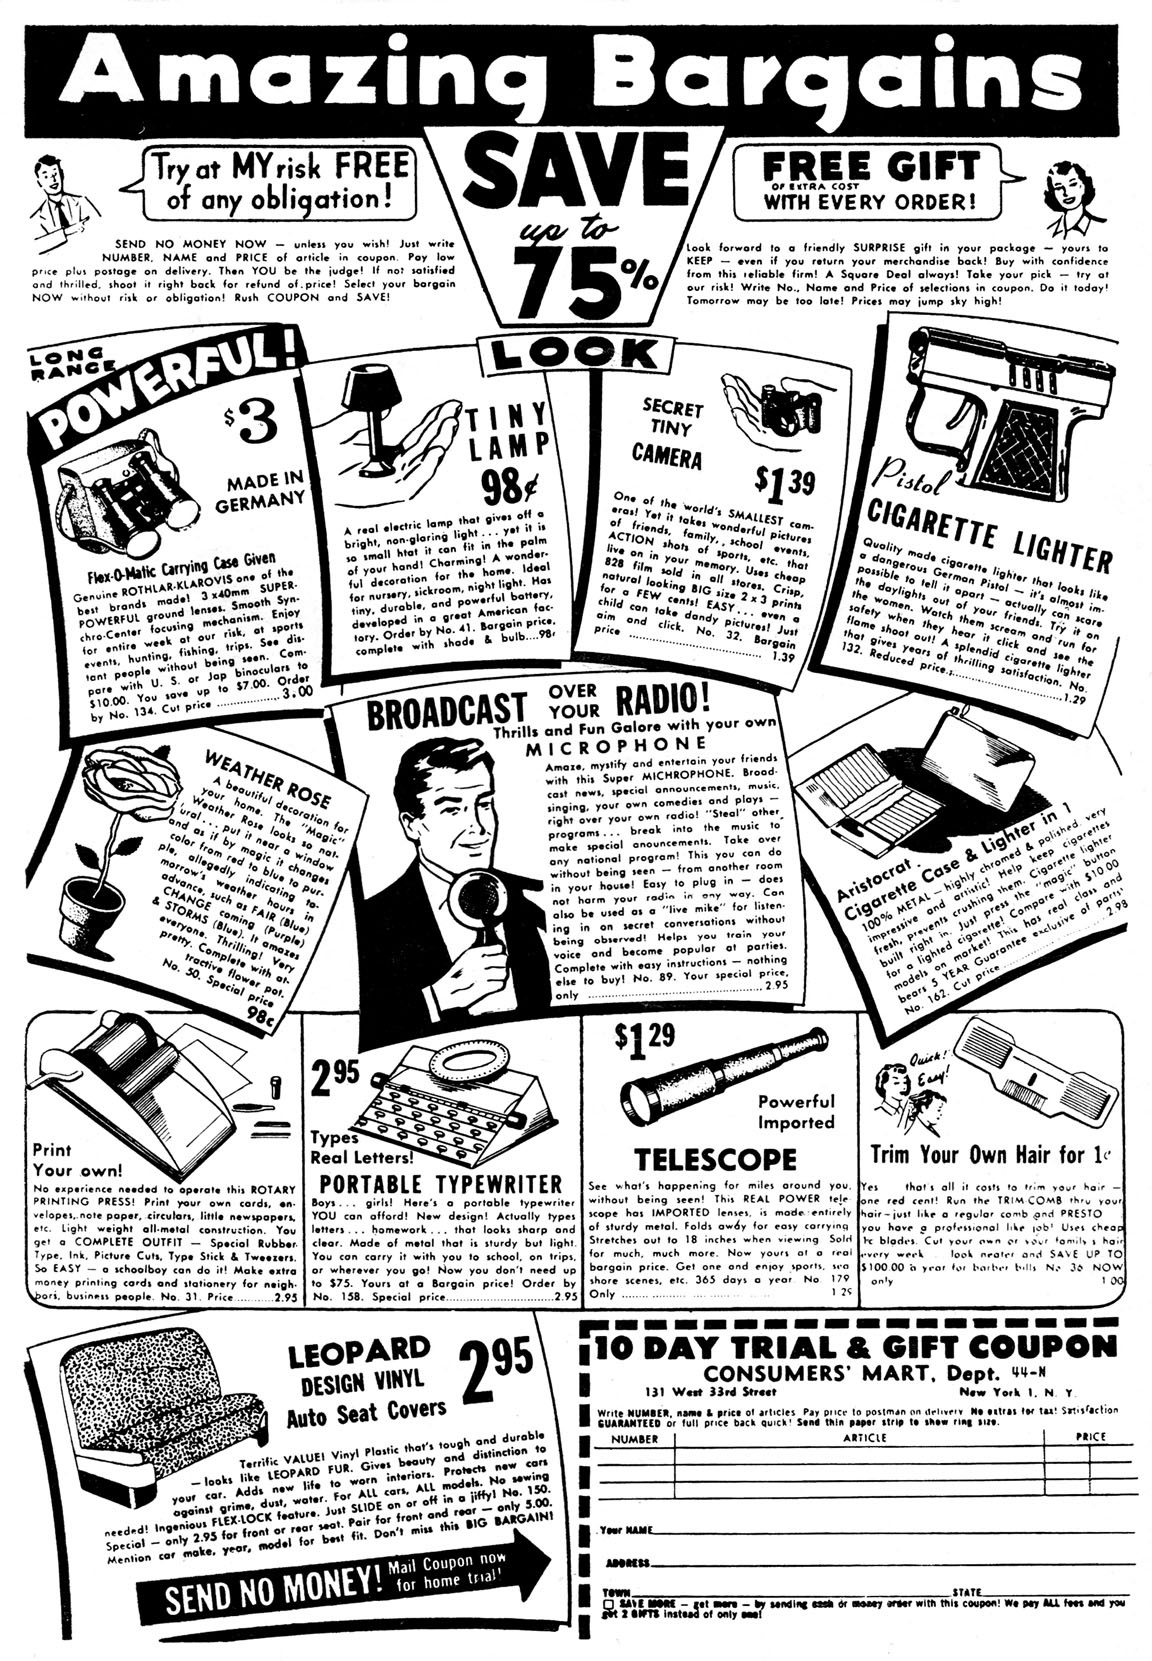 Amazing Bargains
Try at MY risk FREE
of any obligation!
SAVE
up to
75%
FREE GIFT
OF EXTRA COST
WITH EVERY ORDER!
SEND NO MONEY NOW — unless you wish! Just write
NUMBER, NAME and PRICE of article in coupon. Pay low
price plus postage on delivery. Then YOU be the judge! If not satisfied
and thrilled, shoot it right back for refund of price! Select your bargain
NOW without risk or obligation! Rush COUPON and SAVE!
Look forward to a friendly SURPRISE gift in your package — yours to
KEEP — even if you return your merchandise back! Buy with confidence
from this reliable firm! A Square Deal always! Take your pick — try at
our risk! Write No., Name and Price of selections in coupon. Do it today!
Tomorrow may be too late! Prices may jump sky high!
LOOK
LONG
RANGE
POWERFUL!
$3
MADE IN
GERMANY
Flex-O-Matic Carrying Case Given
Genuine ROTHLAR-KLAROVIS one of the
best brands made! 3 x40mm SUPER-
POWERFUL ground lenses. Smooth Syn-
chro-Center focusing mechanism. Enjoy
for entire week at our risk, at sports
events, hunting, fishing, trips. See dis-
tant people without being seen. Com-
pare with U. S. or Jap binoculars to
$10.00. You save up to $7.00. Order
by No. 134. Cut price ................ 3.00
TINY
LAMP
98¢
A real electric lamp that gives off a
bright, non-glaring light . . . yet it is
so small htat it can fit in the palm
of your hand! Charming! A wonder-
ful decoration for the home. Ideal
for nursery, sickroom, night light. Has
tiny, durable, and powerful battery,
developed in a great American fac-
tory. Order by No. 41. Bargain price,
complete with shade & bulb....98¢
SECRET
TINY
CAMERA
$1 39
One of the world's SMALLEST cam-
eras! Yet it takes wonderful pictures
of friends, family, school events,
ACTION shots of sports, etc. that
live on in your memory. Uses cheap
828 film sold in all stores. Crisp,
natural looking BIG size 2 x 3 prints
for a FEW cents! EASY . . . even a
child can take dandy pictures! Just
aim and click. No. 32. Bargain
price ................................ 1.39
Pistol
CIGARETTE LIGHTER
Quality made cigarette lighter that looks like
a dangerous German Pistol — it's almost im-
possible to tell it apart — actually can scare
the daylights out of your friends. Try it on
the women. Watch them scream and run for
safety when they hear it click and see the
flame shoot out! A splendid cigarette lighter
that gives years of thrilling satisfaction. No.
132. Reduced price.............................1.29
WEATHER ROSE
A beautiful decoration for
your home. The "Magic"
Weather Rose looks so nat-
ural . . . put it near a window
and as if by magic it changes
color from red to blue to pur-
ple, allegedly indicating to-
morrow's weather hours in
advance, such as FAIR (Blue)
CHANGE coming (Purple)
& STORMS (Blue). It amazes
everyone. Thrilling! Very
pretty. Complete with at-
tractive flower pot.
No. 50. Special price
98¢
BROADCAST OVER YOUR RADIO!
Thrills and Fun Galore with your own
MICROPHONE
Amaze, mystify and entertain your friends
with this Super MICHROPHONE. Broad-
cast news, special announcements, music,
singing, your own comedies and plays —
right over your own radio! "Steal" other
programs . . . break into the music to
make special anouncements. Take over
any national program! This you can do
without being seen — from another room
in your house! Easy to plug in — does
not harm your radio in any way. Can
also be used as a "live mike" for listen-
ing in on secret conversations without
being observed! Helps you train your
voice and become popular at parties.
Complete with easy instructions — nothing
else to buy! No. 89. Your special price,
only ........................................ 2.95
Aristocrat
Cigarette Case & Lighter in 1
100% METAL — highly chromed & polished, very
impressive and artistic! Help keep cigarettes
fresh, prevents crushing them. Cigarette lighter
built right in. Just press the "magic" button
for a lighted cigarette! Compare with $10.00
models on market! This has real class and
bears 5 YEAR Guarantee exclusive of parts.
No. 162. Cut price ........................ 2.98
Print
Your own!
No experience needed to operate this ROTARY
PRINTING PRESS! Print your own cards, en-
velopes, note paper, circulars, little newspapers,
etc. Light weight all-metal construction. You
get a COMPLETE OUTFIT — Special Rubber
Type, Ink, Picture Cuts, Type Stick & Tweezers.
So EASY — a schoolboy can do it! Make extra
money printing cards and stationery for neigh-
bors, business people. No. 31. Price..........2.95
2 95
Types
Real Letters!
PORTABLE TYPEWRITER
Boys . . . girls! Here's a portable typewriter
YOU can afford! New design! Actually types
letters . . . homework . . . that looks sharp and
clear. Made of metal that is sturdy but light.
You can carry it with you to school, on trips,
or wherever you go! Now you don't need up
to $75. Yours at a Bargain price! Order by
No. 158. Special price........................2.95
$1 29
Powerful
Imported
TELESCOPE
See what's happening for miles around you,
without being seen! This REAL POWER tele-
scope has IMPORTED lenses, is made entirely
of sturdy metal. Folds away for easy carrying
Stretches out to 18 inches when viewing Sold
for much, much more. Now yours at a real
bargain price. Get one and enjoy sports, sea
shore scenes, etc. 365 days a year. No. 179
Only ........................ 1 29
Quick!
Easy!
Trim Your Own Hair for 1¢
Yes that's all it costs to trim your hair —
one red cent! Run the TRIM-COMB thru your
hair—just like a regular comb and PRESTO
you have a professional like job! Uses cheap
1c blades. Cut your own or your family s hair
every week look neater and SAVE UP TO
$100.00 a year for barber bills No 36 NOW
only 1 00
LEOPARD
DESIGN VINYL
Auto Seat Covers
2 95
Terrific VALUE! Vinyl Plastic that's tough and durable
— looks like LEOPARD FUR. Gives beauty and distinction to
your car. Adds new life to worn interiors. Protects new cars
against grime, dust, water. For ALL cars, ALL models. No sewing
needed! Ingenious FLEX-LOCK feature. Just SLIDE on or off in a jiffy! No. 150.
Special — only 2.95 for front or rear seat. Pair for front and rear — only 5.00.
Mention car make, year, model for best fit. Don't miss this BIG BARGAIN!
SEND NO MONEY! Mail Coupon now
for home trial!
10 DAY TRIAL & GIFT COUPON
CONSUMERS' MART, Dept. 44-N
131 West 33rd Street New York 1, N. Y.
Write NUMBER, name & price of articles Pay price to postman on delivery No extras for tax! Satisfaction
GUARANTEED or full price back quick! Send thin paper strip to show ring size.
NUMBER ARTICLE PRICE
Your NAME
ADDRESS
TOWN STATE
☐ SAVE MORE — get more — by sending cash or money order with this coupon! We pay ALL fees and you
get 2 GIFTS instead of only one!